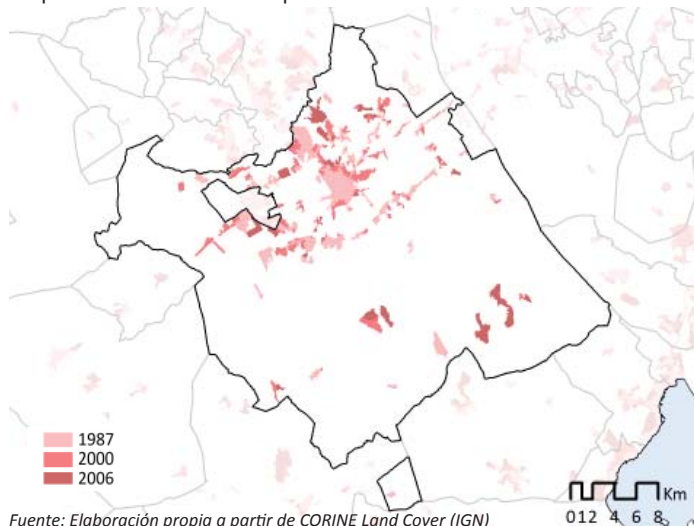 1987
2000
2006
Km
0 1 2 4 6 8
Fuente: Elaboración propia a partir de CORINE Land Cover (IGN)